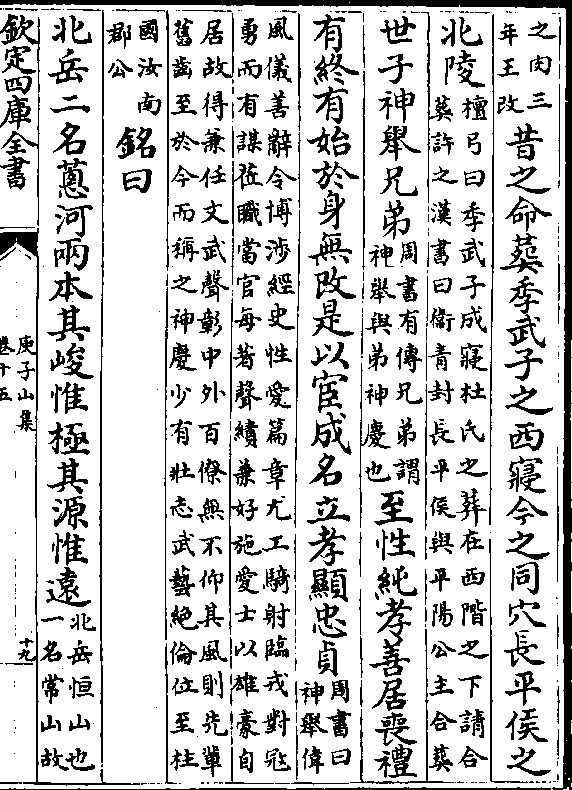 之内三
年王改
昔之命葬季武子之西寢今之同穴長平侯之
北陵
檀弓曰季武子成寢杜氏之葬在西階之下請合
葬許之漢書曰衛青封長平侯與平陽公主合葬
世子神舉兄弟
周書有傳兄弟謂
神舉與弟神慶也
至性純孝善居喪禮
有終有始於身無改是以宦成名立孝顯忠貞
周書曰
神舉偉
風儀善辭令博涉經史性愛篇章尤工騎射臨戎對寇
勇而有謀蒞職當官每著聲績兼好施愛士以雄豪自
居故得兼任文武聲彰中外百僚無不仰其風則先輩
舊齒至於今而稱之神慶少有壯志武藝絕倫位至柱
國汝南
郡公
銘曰
北岳二名蔥河兩本其峻惟極其源惟遠
北岳恒山也
一名常山故
欽定四庫全書
庾子山集
卷十五
十九